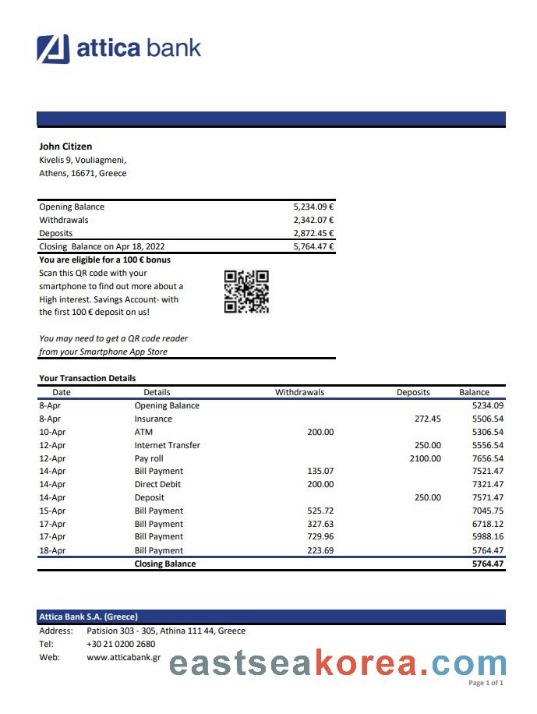 attica bank
John Citizen
Kivelis 9, Vouliagmeni,
Athens, 16671, Greece
Opening Balance 5,234.09 €
Withdrawals 2,342.07 €
Deposits 2,872.45 €
Closing Balance on Apr 18, 2022 5,764.47 €
You are eligible for a 100 € bonus
Scan this QR code with your
smartphone to find out more about a
High interest. Savings Account- with
the first 100 € deposit on us!
You may need to get a QR code reader
from your Smartphone App Store
Your Transaction Details
Date Details Withdrawals Deposits Balance
8-Apr Opening Balance 5234.09
8-Apr Insurance 272.45 5506.54
10-Apr ATM 200.00 5306.54
12-Apr Internet Transfer 250.00 5556.54
12-Apr Pay roll 2100.00 7656.54
14-Apr Bill Payment 135.07 7521.47
14-Apr Direct Debit 200.00 7321.47
14-Apr Deposit 250.00 7571.47
15-Apr Bill Payment 525.72 7045.75
17-Apr Bill Payment 327.63 6718.12
17-Apr Bill Payment 729.96 5988.16
18-Apr Bill Payment 223.69 5764.47
Closing Balance 5764.47
Attica Bank S.A. (Greece)
Address: Patision 303 - 305, Athina 111 44, Greece
Tel: +30 21 0200 2680
Web: www.atticabank.gr
eastseakorea.com
Page 1 of 1